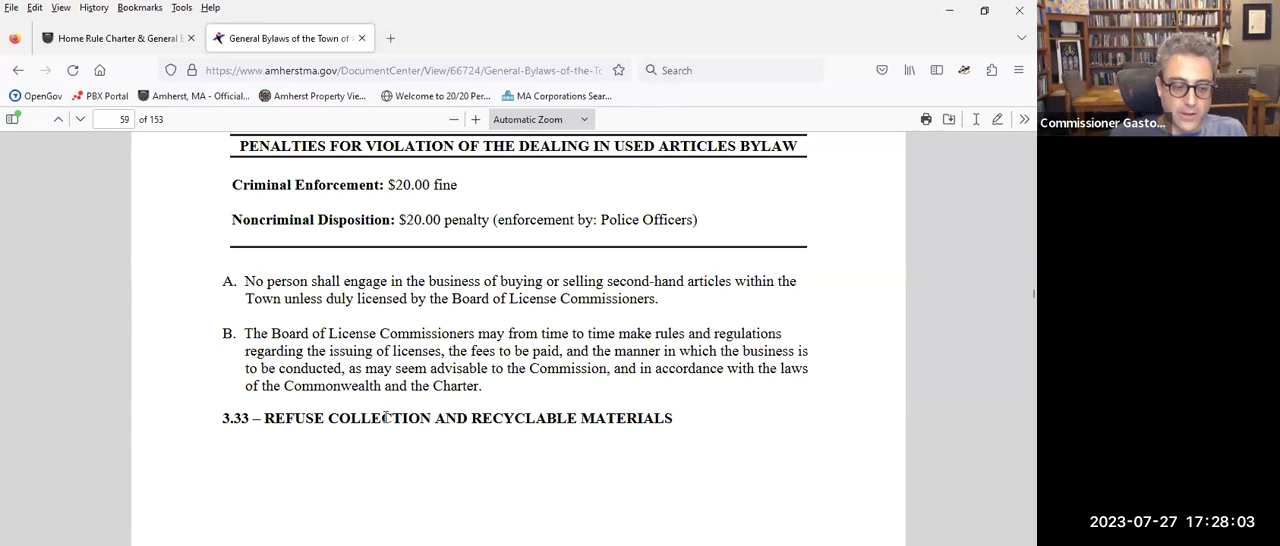 File Edit View History Bookmarks Tools Help
Home Rule Charter & General E
General Bylaws of the Town of
https://www.amherstma.gov/DocumentCenter/View/66724/General-Bylaws-of-the-To
Search
OpenGov PBX Portal Amherst, MA - Official... Amherst Property Vie... Welcome to 20/20 Per... MA Corporations Sear...
59 of 153
Automatic Zoom
PENALTIES FOR VIOLATION OF THE DEALING IN USED ARTICLES BYLAW
Criminal Enforcement: $20.00 fine
Noncriminal Disposition: $20.00 penalty (enforcement by: Police Officers)
A. No person shall engage in the business of buying or selling second-hand articles within the
Town unless duly licensed by the Board of License Commissioners.
B. The Board of License Commissioners may from time to time make rules and regulations
regarding the issuing of licenses, the fees to be paid, and the manner in which the business is
to be conducted, as may seem advisable to the Commission, and in accordance with the laws
of the Commonwealth and the Charter.
3.33 – REFUSE COLLECTION AND RECYCLABLE MATERIALS
Commissioner Gasto...
2023-07-27 17:28:03